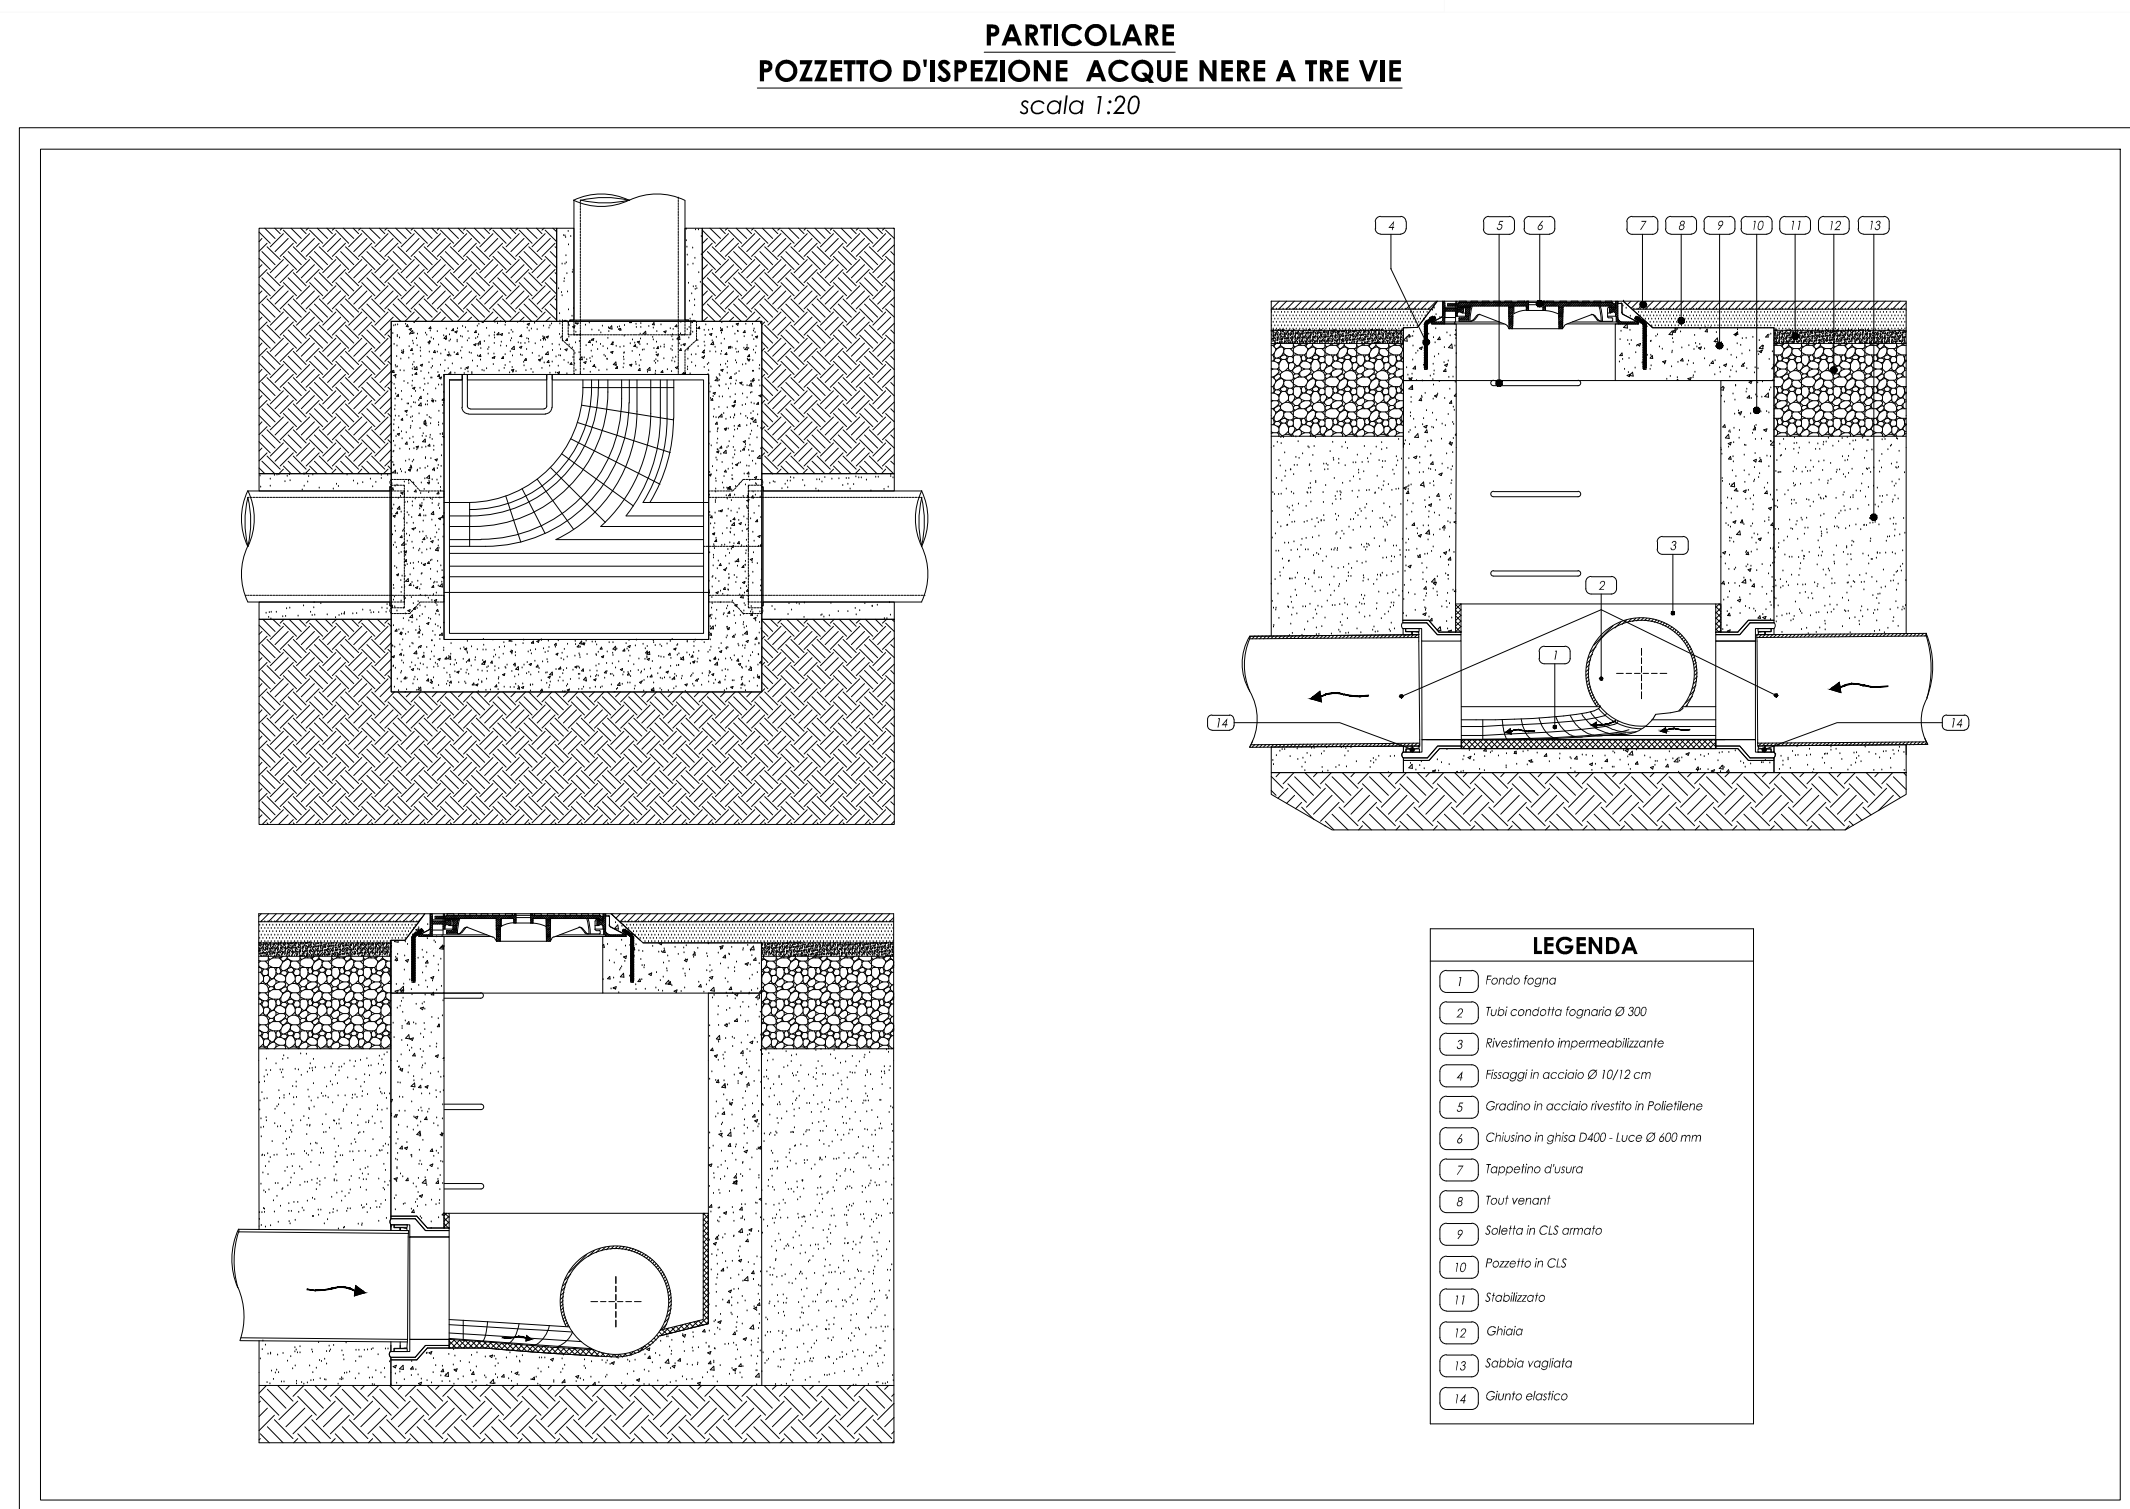 PARTICOLARE
POZZETTO D'ISPEZIONE ACQUE NERE A TRE VIE
scala 1:20
4 5 6 7 8 9 10 11 12 13
3
2
1
14 14
LEGENDA
1 Fondo fogna
2 Tubi condotta fognaria Ø 300
3 Rivestimento impermeabilizzante
4 Fissaggi in acciaio Ø 10/12 cm
5 Gradino in acciaio rivestito in Polietilene
6 Chiusino in ghisa D400 - Luce Ø 600 mm
7 Tappetino d'usura
8 Tout venant
9 Soletta in CLS armato
10 Pozzetto in CLS
11 Stabilizzato
12 Ghiaia
13 Sabbia vagliata
14 Giunto elastico